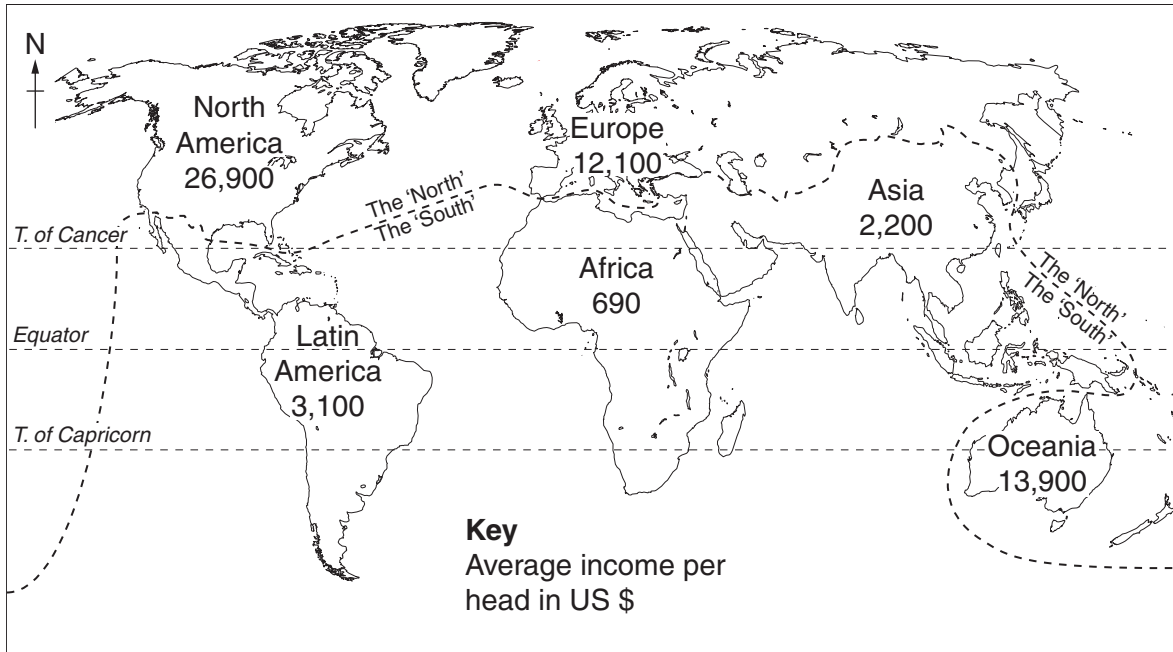 N
North
America
26,900
Europe
12,100
The ‘North’
The ‘South’
Asia
2,200
T. of Cancer
Africa
690
The ‘North’
The ‘South’
Equator
Latin
America
3,100
T. of Capricorn
Oceania
13,900
Key
Average income per
head in US $